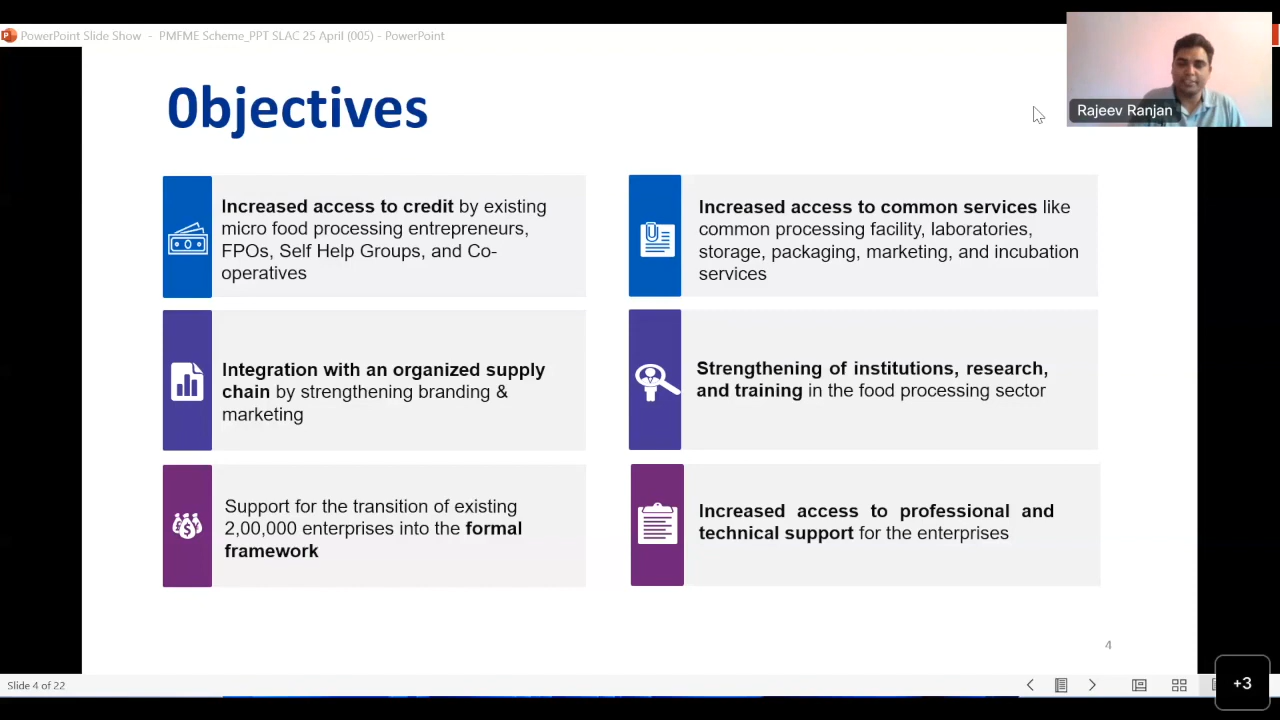 PowerPoint Slide Show - PMFME Scheme_PPT SLAC 25 April (005) - PowerPoint
Rajeev Ranjan
0bjectives
Increased access to credit by existing
micro food processing entrepreneurs,
FPOs, Self Help Groups, and Co-
operatives
Increased access to common services like
common processing facility, laboratories,
storage, packaging, marketing, and incubation
services
Integration with an organized supply
chain by strengthening branding &
marketing
Strengthening of institutions, research,
and training in the food processing sector
Support for the transition of existing
2,00,000 enterprises into the formal
framework
Increased access to professional and
technical support for the enterprises
4
Slide 4 of 22
+3